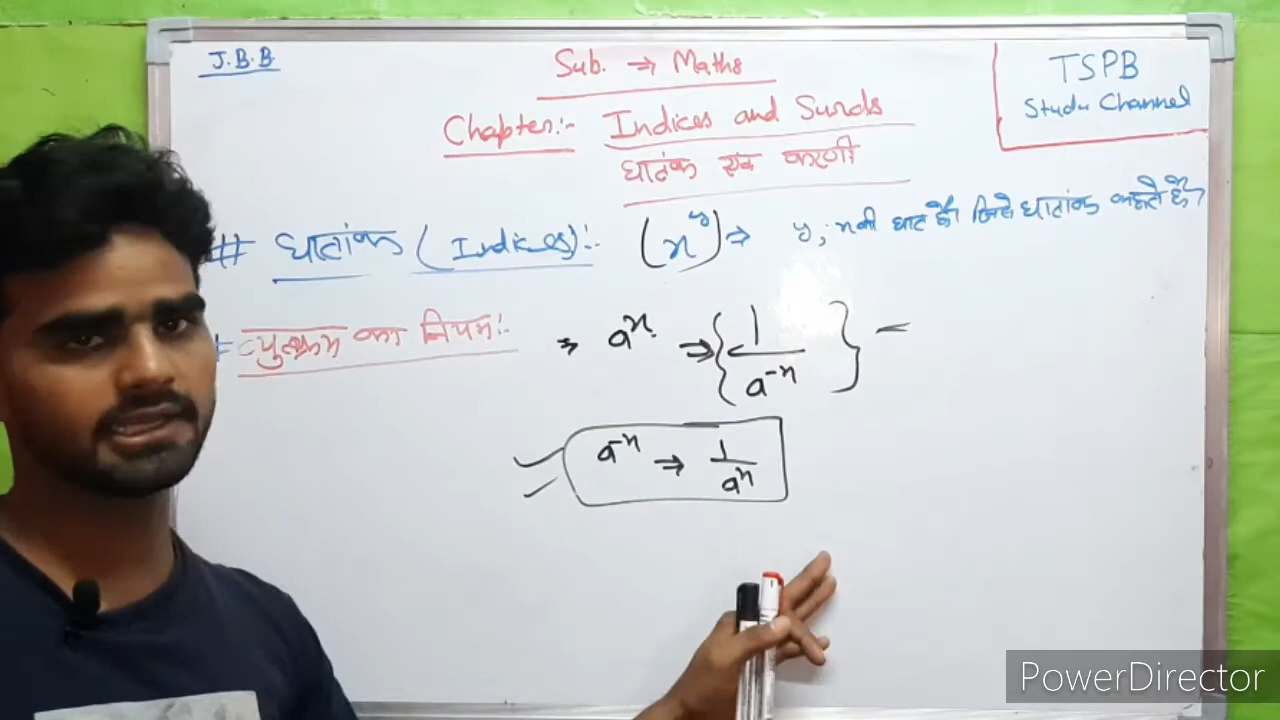 J.B.B
Sub. → Maths
TSPB
Study Channel
Chapter:- Indices and Surds
घातांक एवं करणी
# घातांक (Indices):- (x^y) ⇒ y, x की घात है। जिसे घातांक कहते हैं?
# व्युत्क्रम का नियम:- ⇒ a^x ⇒ { 1/a^-x } -
a^-x ⇒ 1/a^x
PowerDirector